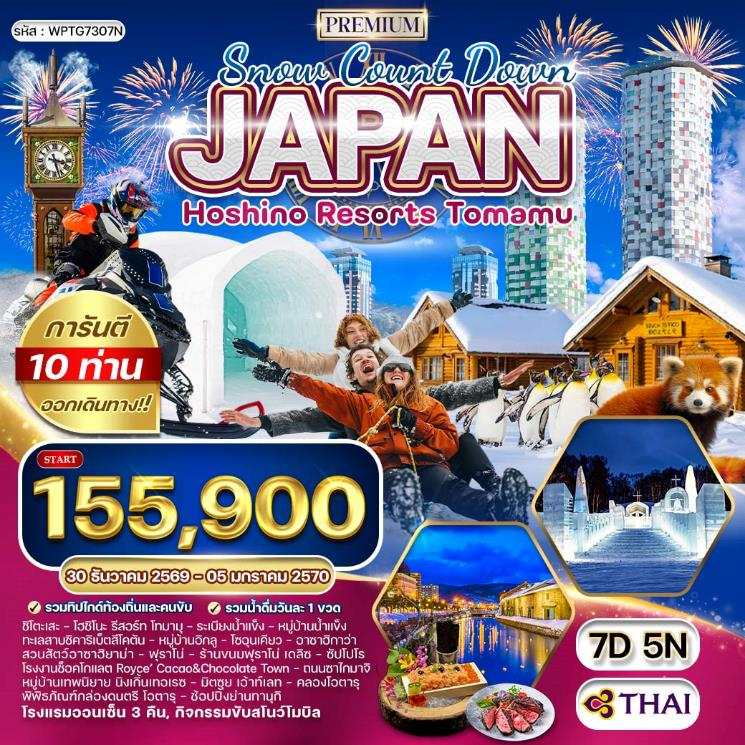 รหัส : WPTG7307N
PREMIUM
Snow Count Down
JAPAN
Hoshino Resorts Tomamu
การันตี
10 ท่าน
ออกเดินทาง!!
START
155,900
30 ธันวาคม 2569 - 05 มกราคม 2570
รวมทิปไกด์ท้องถิ่นและคนขับ รวมน้ำดื่มวันละ 1 ขวด
ชิโตะเสะ - โฮชิโนะ รีสอร์ท โทมามุ - ระเบียงน้ำแข็ง - หมู่บ้านน้ำแข็ง
ทะเลสาบชิคาริเบ็ตสึโคตัน - หมู่บ้านอิกลู - โซอุนเคียว - อาซาฮิกาว่า
สวนสัตว์อาซาฮิยาม่า - ฟูราโน่ - ร้านขนมฟูราโน่ เดลิซ - ซัปโปโร
โรงงานช็อคโกแลต Royce' Cacao&Chocolate Town - ถนนซาไกมาจิ
หมู่บ้านเทพนิยาย นิงเกิ้ลเทอเรซ - มิตซุย เอ้าท์เลท - คลองโอตารุ
พิพิธภัณฑ์กล่องดนตรี โอตารุ - ช้อปปิ้งย่านทานุกิ
โรงแรมออนเซ็น 3 คืน, กิจกรรมขับสโนว์โมบิล
7D 5N
THAI